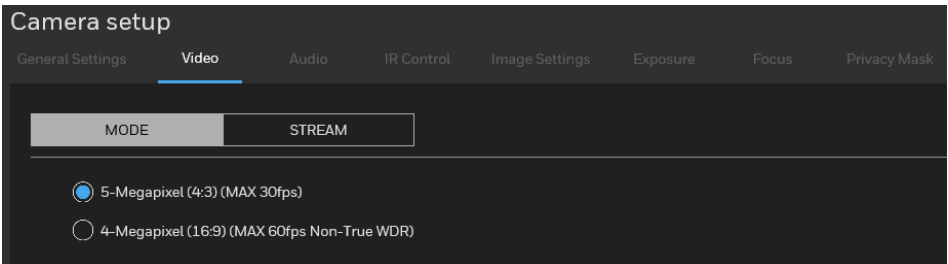 Camera setup
General Settings Video Audio IR Control Image Settings Exposure Focus Privacy Mask
MODE STREAM
5-Megapixel (4:3) (MAX 30fps)
4-Megapixel (16:9) (MAX 60fps Non-True WDR)